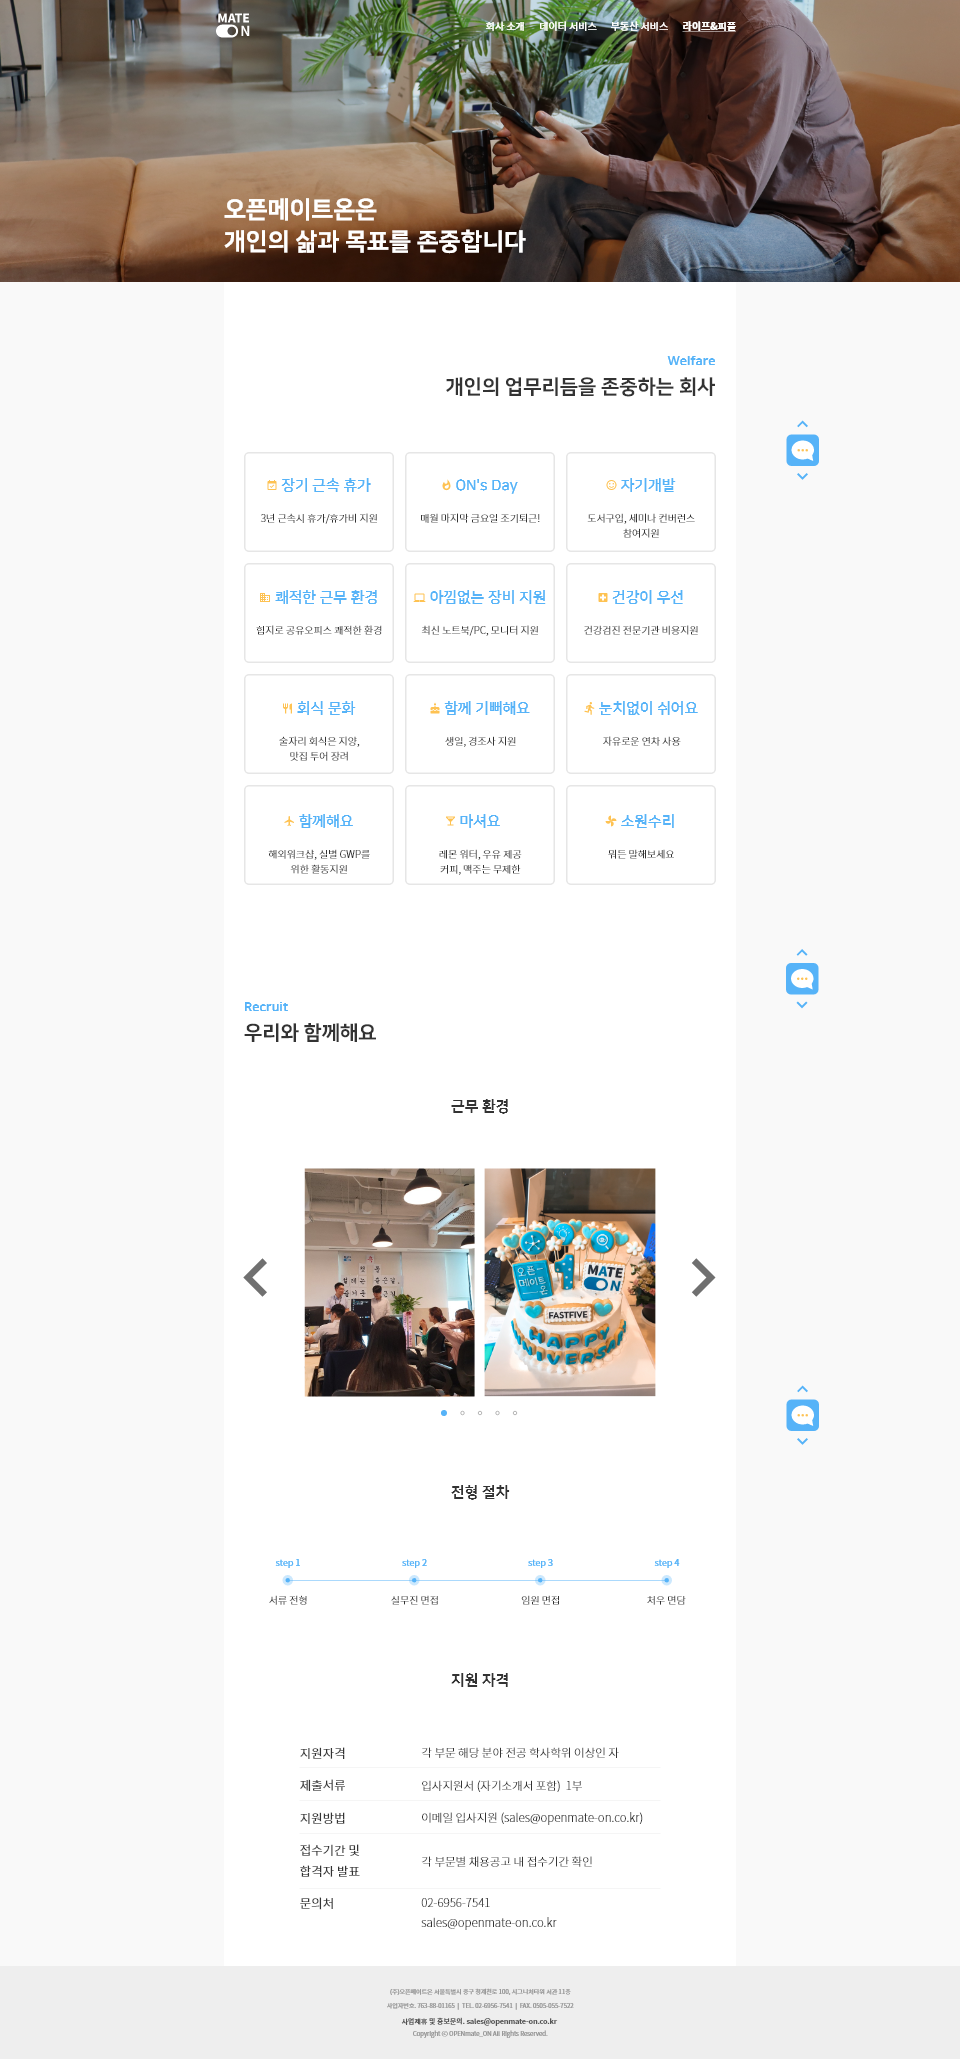 MATE
ON
회사 소개
데이터 서비스
부동산 서비스
라이프&피플
오픈메이트온은
개인의 삶과 목표를 존중합니다
Welfare
개인의 업무리듬을 존중하는 회사
장기 근속 휴가
3년 근속시 휴가/휴가비 지원
ON's Day
매월 마지막 금요일 조기퇴근!
자기개발
도서구입, 세미나 컨버런스
참여지원
쾌적한 근무 환경
힙지로 공유오피스 쾌적한 환경
아낌없는 장비 지원
최신 노트북/PC, 모니터 지원
건강이 우선
건강검진 전문기관 비용지원
회식 문화
술자리 회식은 지양,
맛집 투어 장려
함께 기뻐해요
생일, 경조사 지원
눈치없이 쉬어요
자유로운 연차 사용
함께해요
해외워크샵, 실별 GWP를
위한 활동지원
마셔요
레몬 워터, 우유 제공
커피, 맥주는 무제한
소원수리
뭐든 말해보세요
Recruit
우리와 함께해요
근무 환경
오픈
메이트
온
1
MATE
ON
FASTFIVE
HAPPY
NIVERSA
전형 절차
step 1
step 2
step 3
step 4
서류 전형
실무진 면접
임원 면접
처우 면담
지원 자격
지원자격
각 부문 해당 분야 전공 학사학위 이상인 자
제출서류
입사지원서 (자기소개서 포함) 1부
지원방법
이메일 입사지원 (sales@openmate-on.co.kr)
접수기간 및
합격자 발표
각 부문별 채용공고 내 접수기간 확인
문의처
02-6956-7541
sales@openmate-on.co.kr
(주)오픈메이트온 서울특별시 중구 청계천로 100, 시그니쳐타워 서관 11층
사업자번호. 763-88-01165 | TEL. 02-6956-7541 | FAX. 0505-055-7522
사업제휴 및 홍보문의. sales@openmate-on.co.kr
Copyright ⓒ OPENmate_ON All Rights Reserved.